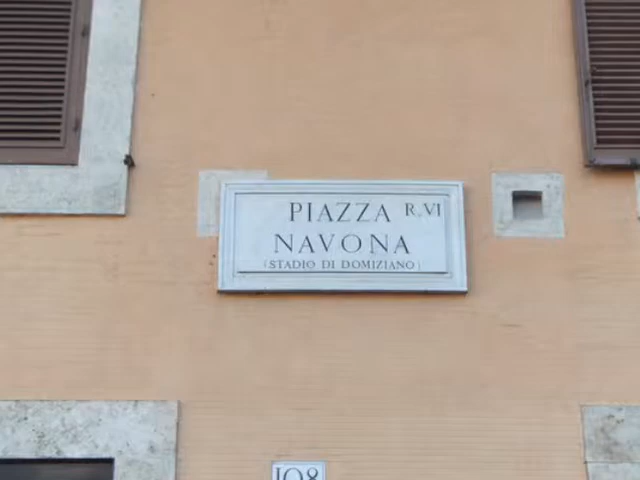 PIAZZA R. VI
NAVONA
(STADIO DI DOMIZIANO)
108